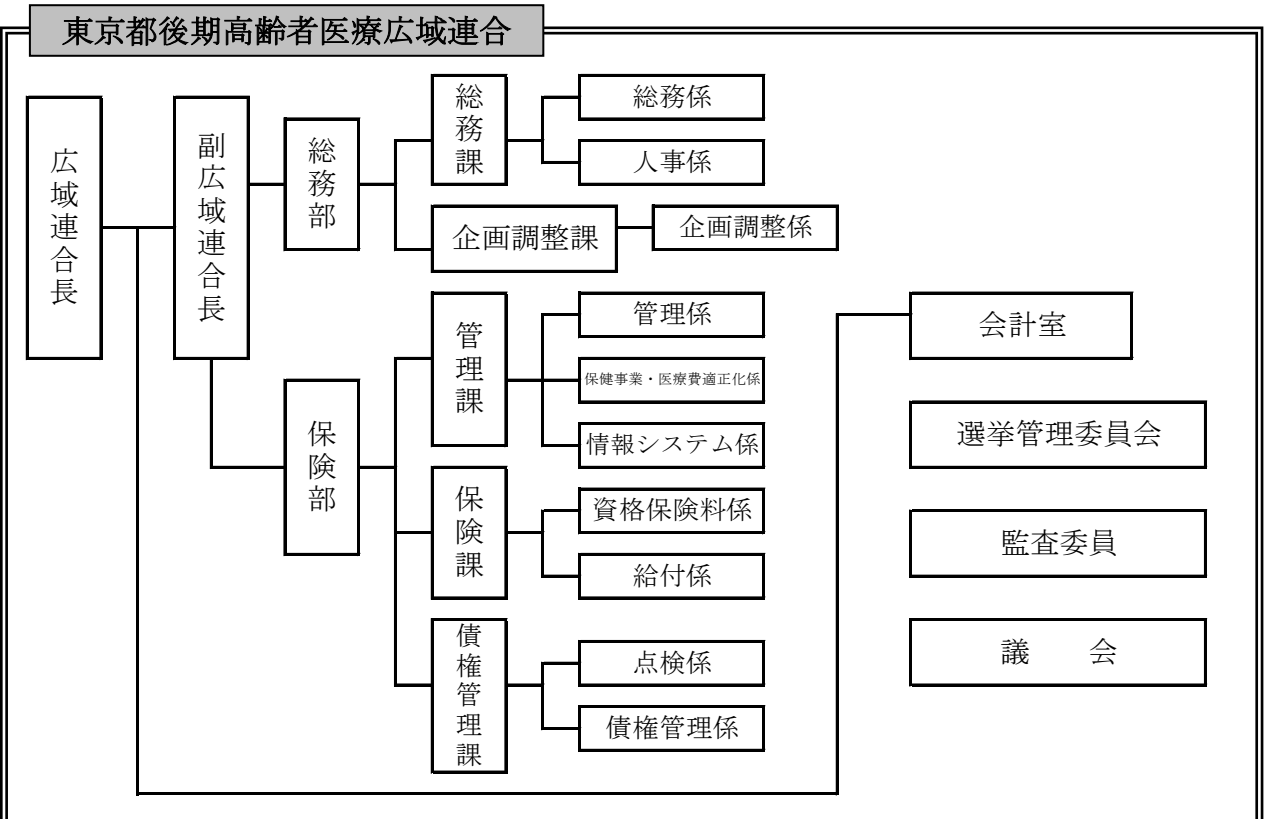 東京都後期高齢者医療広域連合
広域連合長
副広域連合長
総務部
総務課
総務係
人事係
企画調整課
企画調整係
保険部
管理課
管理係
保健事業・医療費適正化係
情報システム係
保険課
資格保険料係
給付係
債権管理課
点検係
債権管理係
会計室
選挙管理委員会
監査委員
議　会